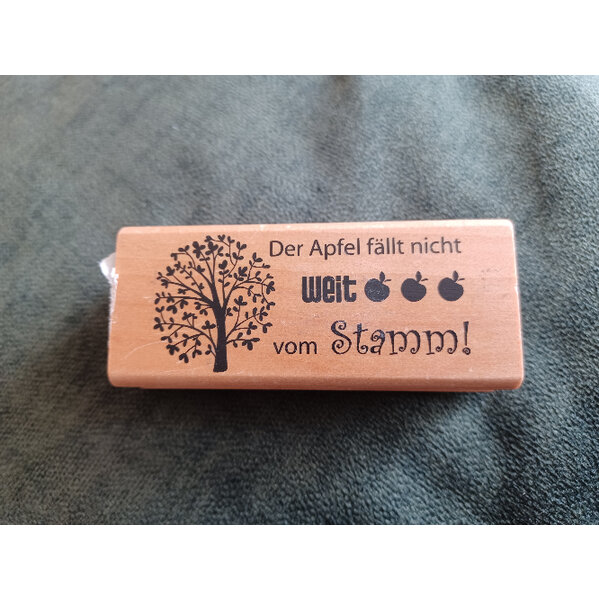 Der Apfel fällt nicht
weit
vom Stamm!